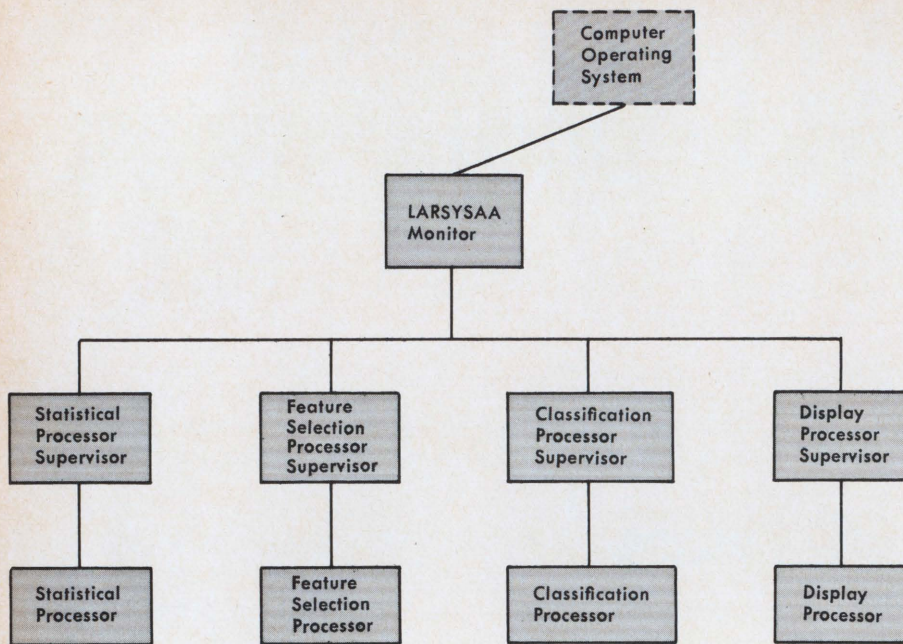 Computer
Operating
System
LARSYSAA
Monitor
Statistical
Processor
Supervisor
Feature
Selection
Processor
Supervisor
Classification
Processor
Supervisor
Display
Processor
Supervisor
Statistical
Processor
Feature
Selection
Processor
Classification
Processor
Display
Processor